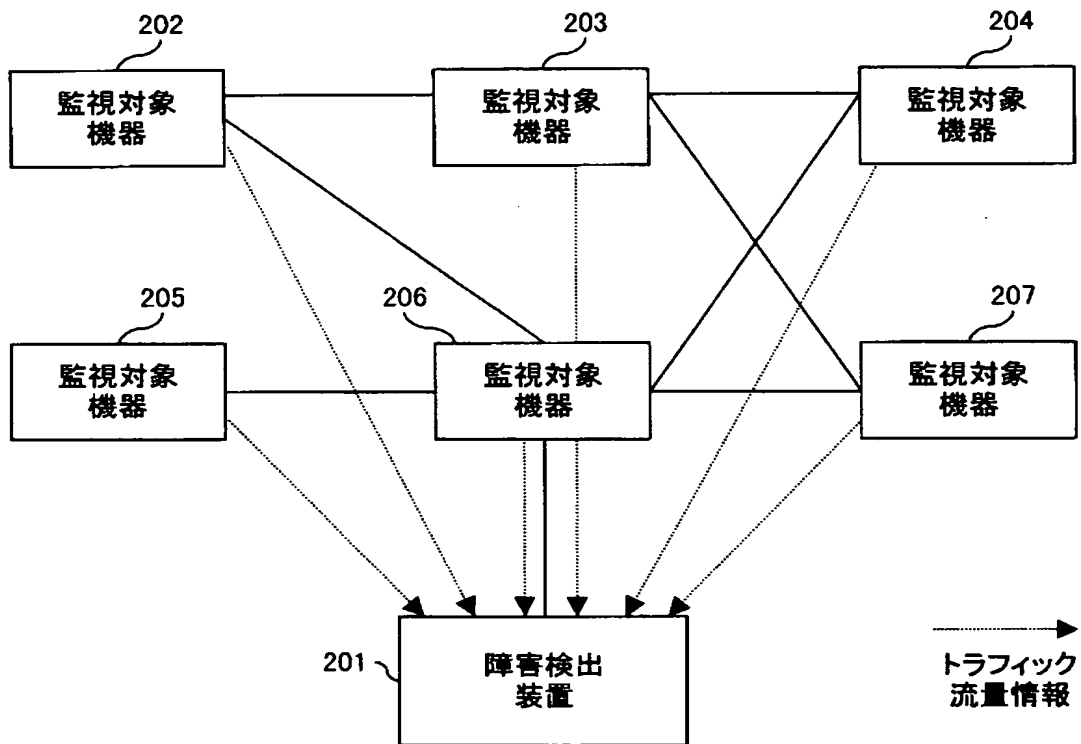 202
203
204
監視対象
機器
監視対象
機器
監視対象
機器
205
206
207
監視対象
機器
監視対象
機器
監視対象
機器
201
障害検出
装置
トラフィック
流量情報